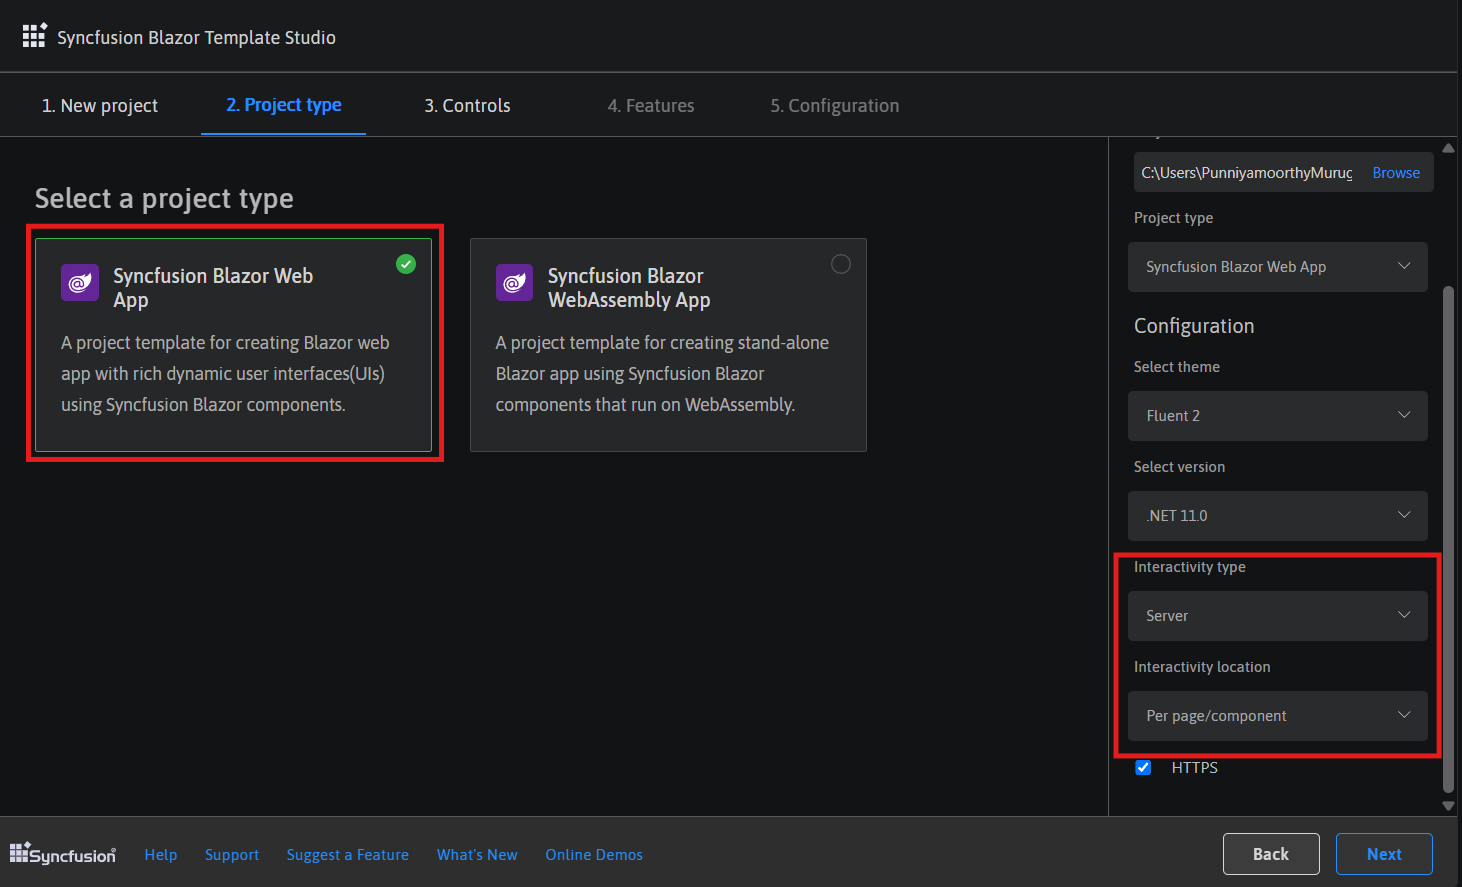 Syncfusion Blazor Template Studio
1. New project
2. Project type
3. Controls
4. Features
5. Configuration
Select a project type
Syncfusion Blazor Web
App
A project template for creating Blazor web
app with rich dynamic user interfaces(UIs)
using Syncfusion Blazor components.
Syncfusion Blazor
WebAssembly App
A project template for creating stand-alone
Blazor app using Syncfusion Blazor
components that run on WebAssembly.
C:\Users\PunniyamoorthyMurug
Browse
Project type
Syncfusion Blazor Web App
Configuration
Select theme
Fluent 2
Select version
.NET 11.0
Interactivity type
Server
Interactivity location
Per page/component
HTTPS
Syncfusion®
Help
Support
Suggest a Feature
What's New
Online Demos
Back
Next